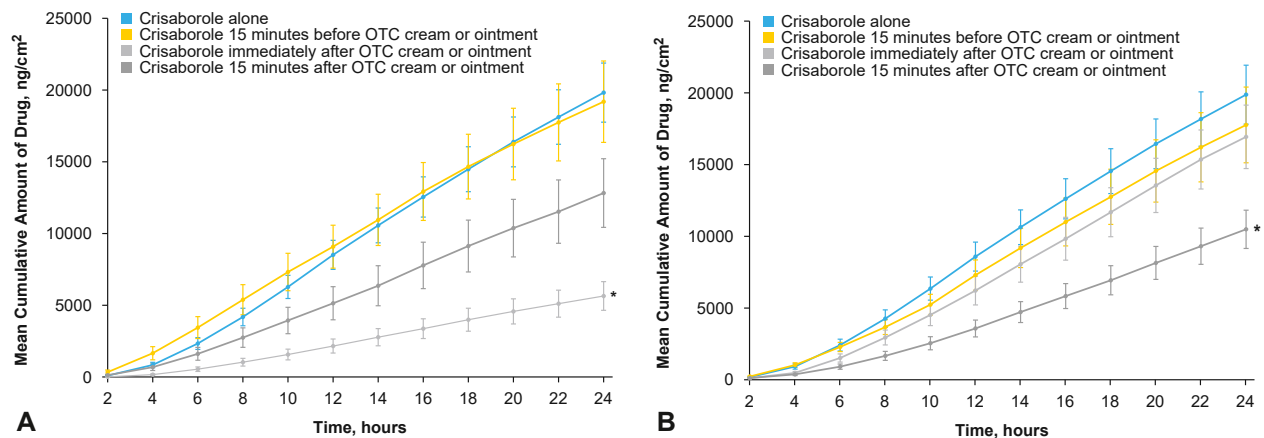 Mean Cumulative Amount of Drug, ng/cm²
25000
20000
15000
10000
5000
0
Crisaborole alone
Crisaborole 15 minutes before OTC cream or ointment
Crisaborole immediately after OTC cream or ointment
Crisaborole 15 minutes after OTC cream or ointment
*
2 4 6 8 10 12 14 16 18 20 22 24
Time, hours
A
Mean Cumulative Amount of Drug, ng/cm²
25000
20000
15000
10000
5000
0
Crisaborole alone
Crisaborole 15 minutes before OTC cream or ointment
Crisaborole immediately after OTC cream or ointment
Crisaborole 15 minutes after OTC cream or ointment
*
2 4 6 8 10 12 14 16 18 20 22 24
Time, hours
B